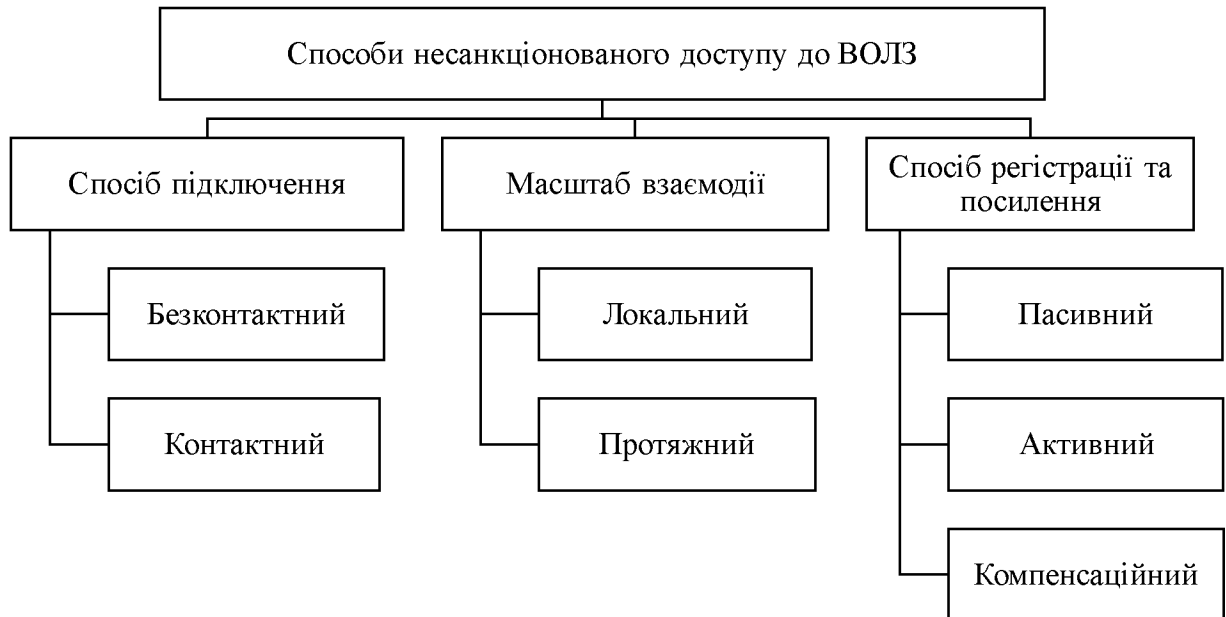 Способи несанкціонованого доступу до ВОЛЗ
Спосіб підключення
Безконтактний
Контактний
Масштаб взаємодії
Локальний
Протяжний
Спосіб регістрації та
посилення
Пасивний
Активний
Компенсаційний